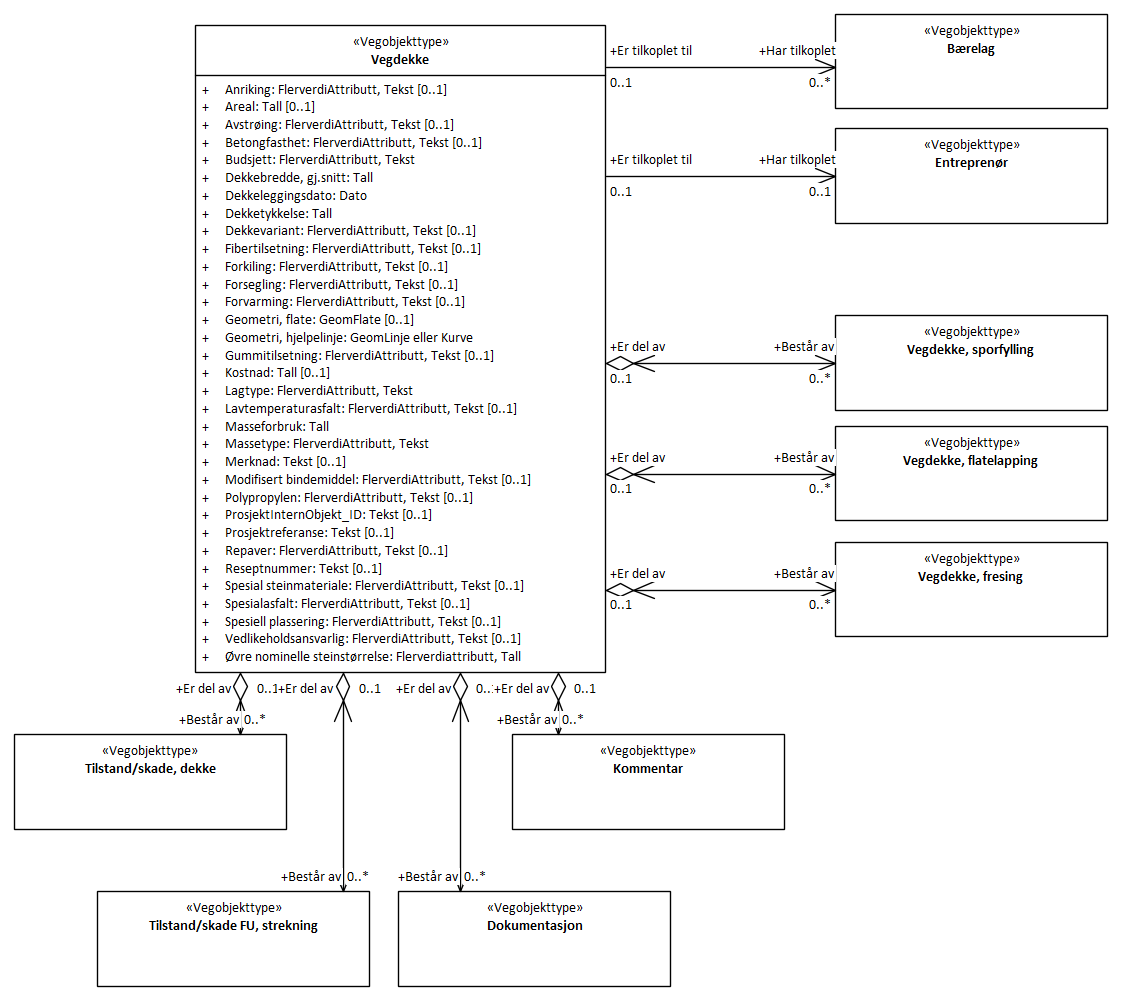 «Vegobjekttype»
Vegdekke
+ Anriking: FlerverdiAttributt, Tekst [0..1]
+ Areal: Tall [0..1]
+ Avstrøing: FlerverdiAttributt, Tekst [0..1]
+ Betongfasthet: FlerverdiAttributt, Tekst [0..1]
+ Budsjett: FlerverdiAttributt, Tekst
+ Dekkebredde, gj.snitt: Tall
+ Dekkeleggingsdato: Dato
+ Dekketykkelse: Tall
+ Dekkevariant: FlerverdiAttributt, Tekst [0..1]
+ Fibertilsetning: FlerverdiAttributt, Tekst [0..1]
+ Forkiling: FlerverdiAttributt, Tekst [0..1]
+ Forsegling: FlerverdiAttributt, Tekst [0..1]
+ Forvarming: FlerverdiAttributt, Tekst [0..1]
+ Geometri, flate: GeomFlate [0..1]
+ Geometri, hjelpelinje: GeomLinje eller Kurve
+ Gummitilsetning: FlerverdiAttributt, Tekst [0..1]
+ Kostnad: Tall [0..1]
+ Lagtype: FlerverdiAttributt, Tekst
+ Lavtemperaturasfalt: FlerverdiAttributt, Tekst [0..1]
+ Masseforbruk: Tall
+ Massetype: FlerverdiAttributt, Tekst
+ Merknad: Tekst [0..1]
+ Modifisert bindemiddel: FlerverdiAttributt, Tekst [0..1]
+ Polypropylen: FlerverdiAttributt, Tekst [0..1]
+ ProsjektInternObjekt_ID: Tekst [0..1]
+ Prosjektreferanse: Tekst [0..1]
+ Repaver: FlerverdiAttributt, Tekst [0..1]
+ Reseptnummer: Tekst [0..1]
+ Spesial steinmateriale: FlerverdiAttributt, Tekst [0..1]
+ Spesialasfalt: FlerverdiAttributt, Tekst [0..1]
+ Spesiell plassering: FlerverdiAttributt, Tekst [0..1]
+ Vedlikeholdsansvarlig: FlerverdiAttributt, Tekst [0..1]
+ Øvre nominelle steinstørrelse: Flerverdiattributt, Tall
+Er tilkoplet til +Har tilkoplet
0..1 0..*
«Vegobjekttype»
Bærelag
+Er tilkoplet til +Har tilkoplet
0..1 0..1
«Vegobjekttype»
Entreprenør
+Er del av +Består av
0..1 0..*
«Vegobjekttype»
Vegdekke, sporfylling
+Er del av +Består av
0..1 0..*
«Vegobjekttype»
Vegdekke, flatelapping
+Er del av +Består av
0..1 0..*
«Vegobjekttype»
Vegdekke, fresing
+Er del av 0..1 +Er del av 0..1 +Er del av 0.. +Er del av 0..1
+Består av 0..* +Består av 0..*
«Vegobjekttype»
Tilstand/skade, dekke
«Vegobjekttype»
Kommentar
+Består av 0..* +Består av 0..*
«Vegobjekttype»
Tilstand/skade FU, strekning
«Vegobjekttype»
Dokumentasjon